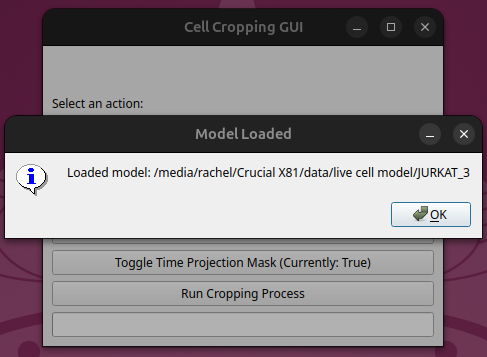 Cell Cropping GUI
Select an action:
Model Loaded
Loaded model: /media/rachel/Crucial X81/data/live cell model/JURKAT_3
OK
Toggle Time Projection Mask (Currently: True)
Run Cropping Process